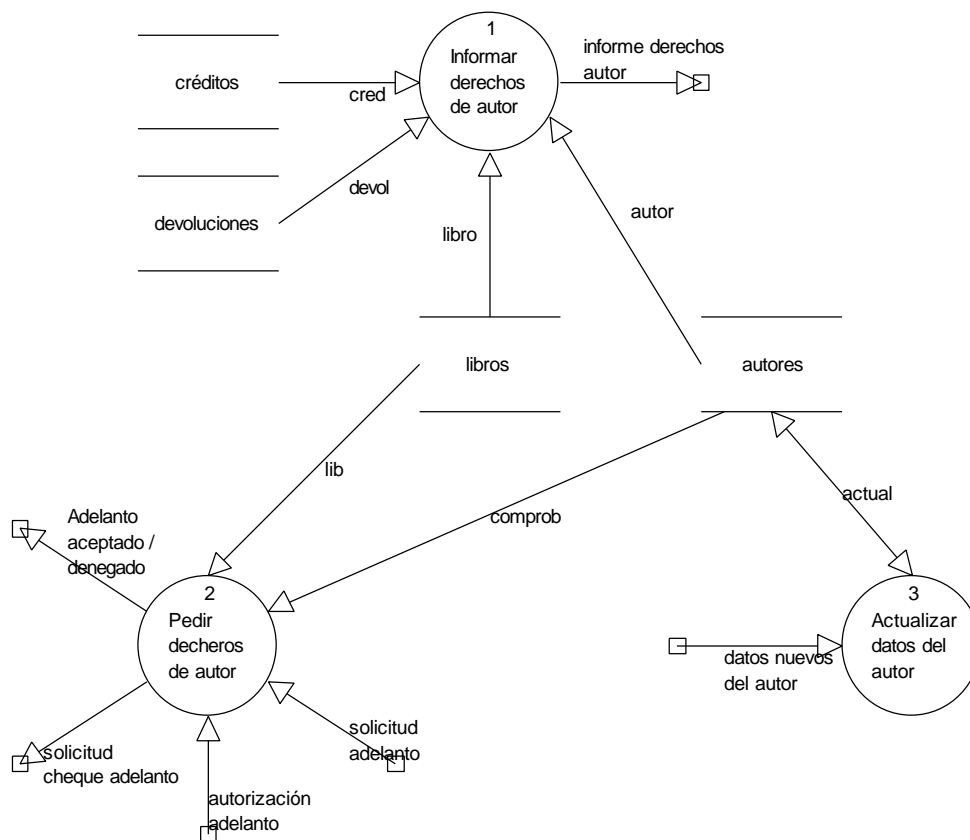 1
Informar
derechos
de autor
informe derechos
autor
créditos
cred
devoluciones
devol
libro
autor
libros
autores
lib
comprob
actual
Adelanto
aceptado /
denegado
2
Pedir
decheros
de autor
3
Actualizar
datos del
autor
datos nuevos
del autor
solicitud
adelanto
solicitud
cheque adelanto
autorización
adelanto